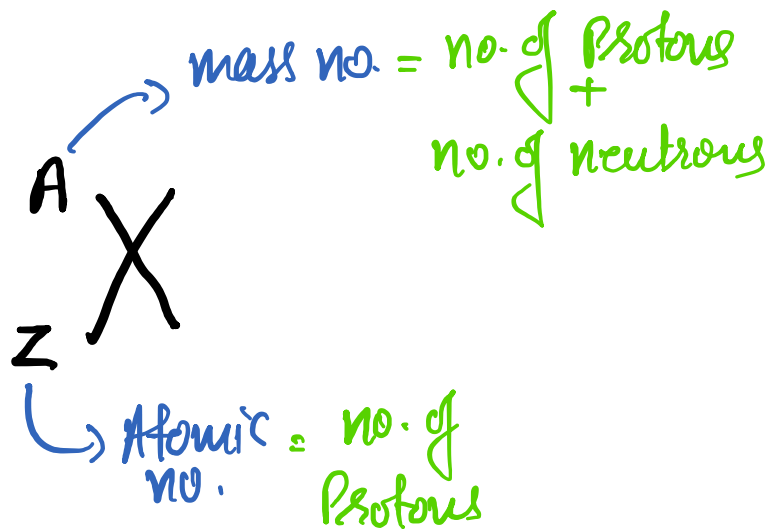 mass no. = no. of Protons
+
no. of neutrons
A
X
Z
Atomic = no. of
no. Protons